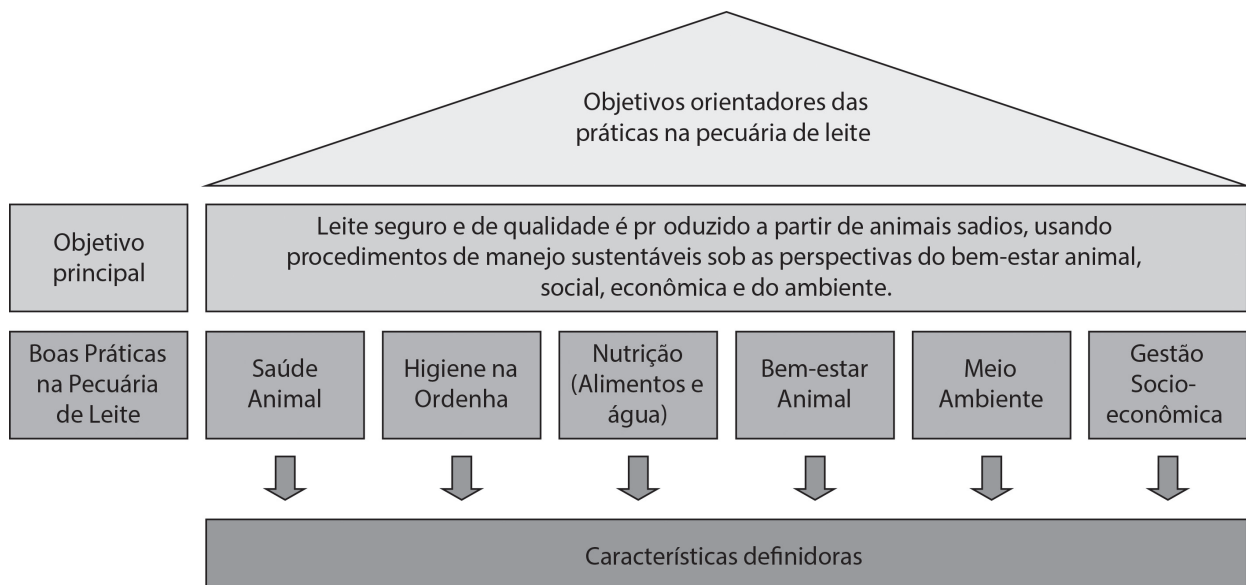 Objetivos orientadores das
práticas na pecuária de leite
Objetivo
principal
Leite seguro e de qualidade é pr oduzido a partir de animais sadios, usando
procedimentos de manejo sustentáveis sob as perspectivas do bem-estar animal,
social, econômica e do ambiente.
Boas Práticas
na Pecuária
de Leite
Saúde
Animal
Higiene na
Ordenha
Nutrição
(Alimentos e
água)
Bem-estar
Animal
Meio
Ambiente
Gestão
Socio-
econômica
Características definidoras